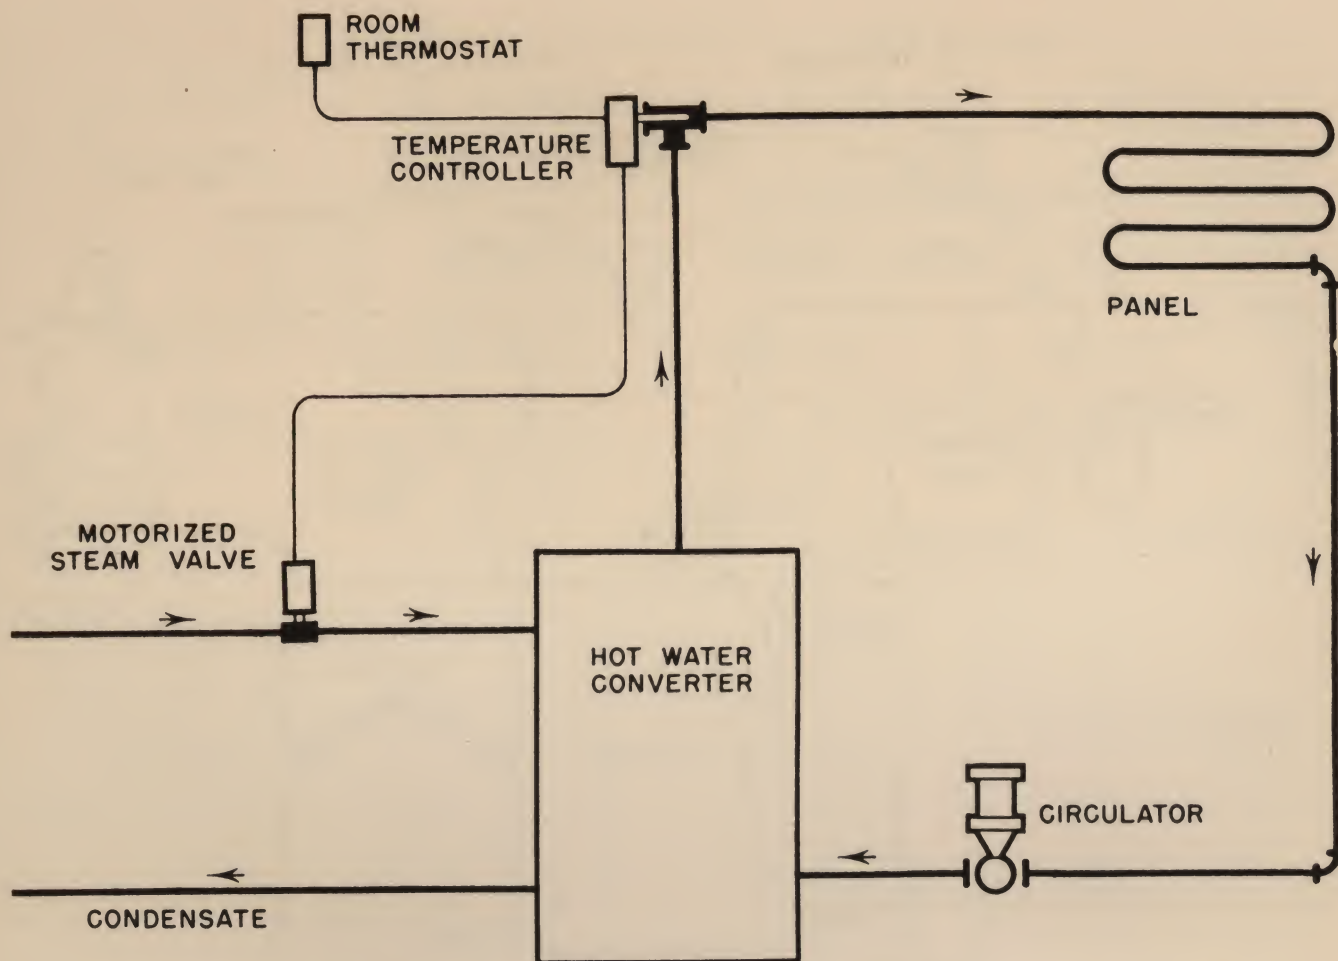 ROOM
THERMOSTAT
TEMPERATURE
CONTROLLER
PANEL
MOTORIZED
STEAM VALVE
HOT WATER
CONVERTER
CIRCULATOR
CONDENSATE